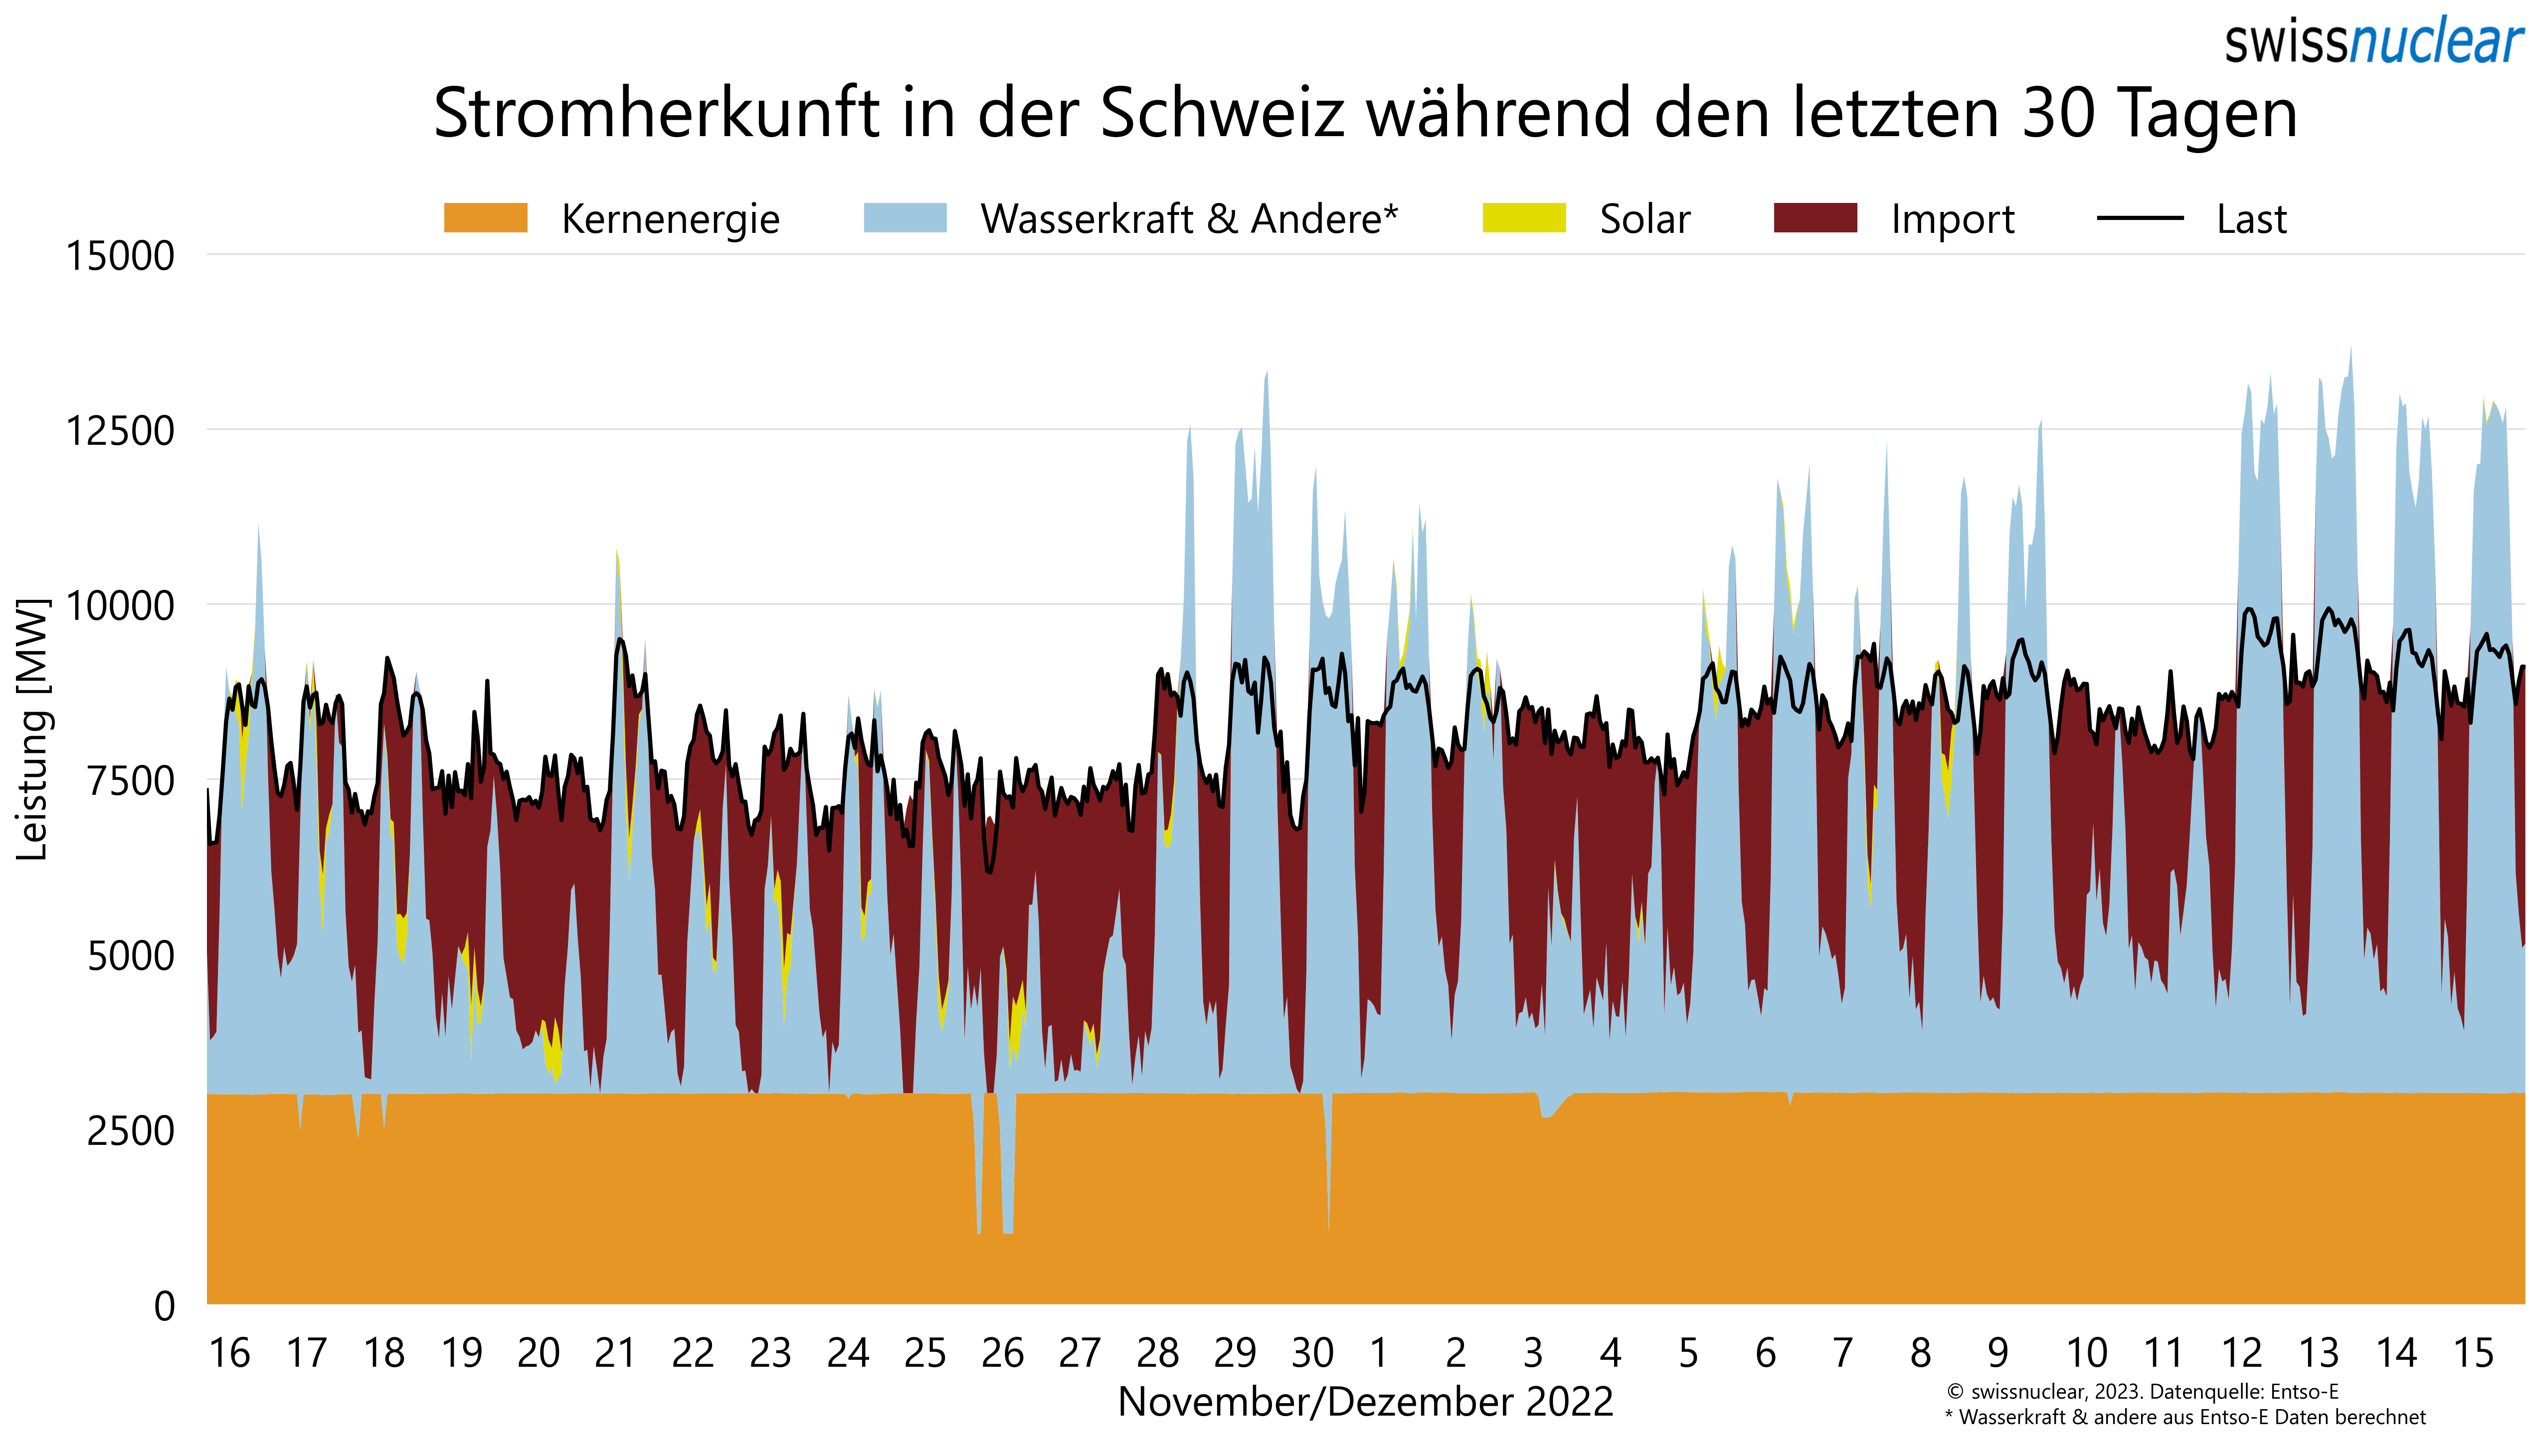 swissnuclear
Stromherkunft in der Schweiz während den letzten 30 Tagen
Kernenergie Wasserkraft & Andere* Solar Import Last
15000
12500
10000
7500
5000
2500
0
Leistung [MW]
16 17 18 19 20 21 22 23 24 25 26 27 28 29 30 1 2 3 4 5 6 7 8 9 10 11 12 13 14 15
November/Dezember 2022
© swissnuclear, 2023. Datenquelle: Entso-E
* Wasserkraft & andere aus Entso-E Daten berechnet